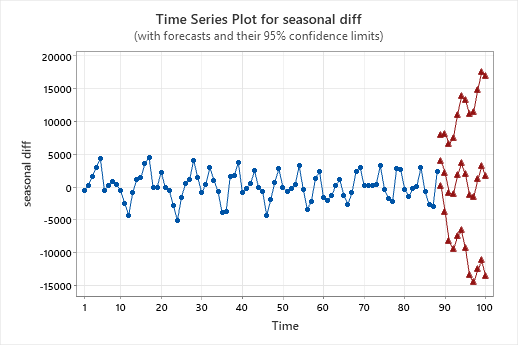 Time Series Plot for seasonal diff
(with forecasts and their 95% confidence limits)
20000
15000
10000
5000
0
-5000
-10000
-15000
seasonal diff
1 10 20 30 40 50 60 70 80 90 100
Time